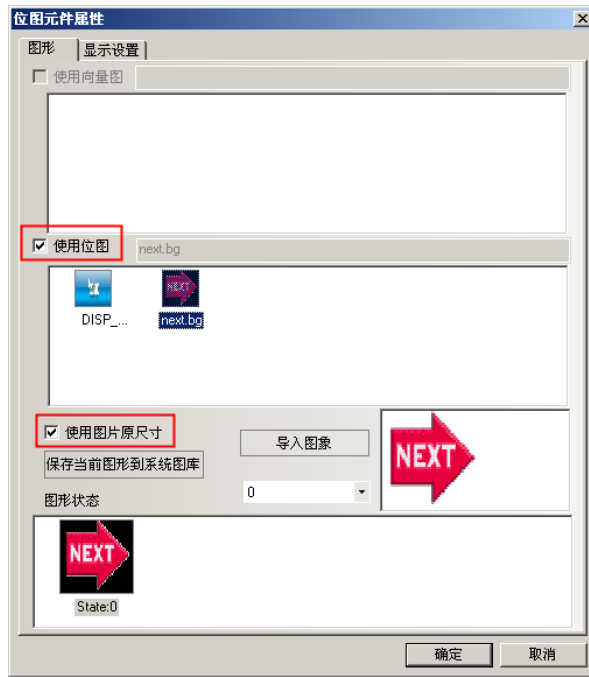 位图元件属性
图形 显示设置
使用向量图
使用位图 next.bg
NEXT
DISP_... next.bg
使用图片原尺寸
导入图象
NEXT
保存当前图形到系统图库
图形状态 0
NEXT
State:0
确定 取消